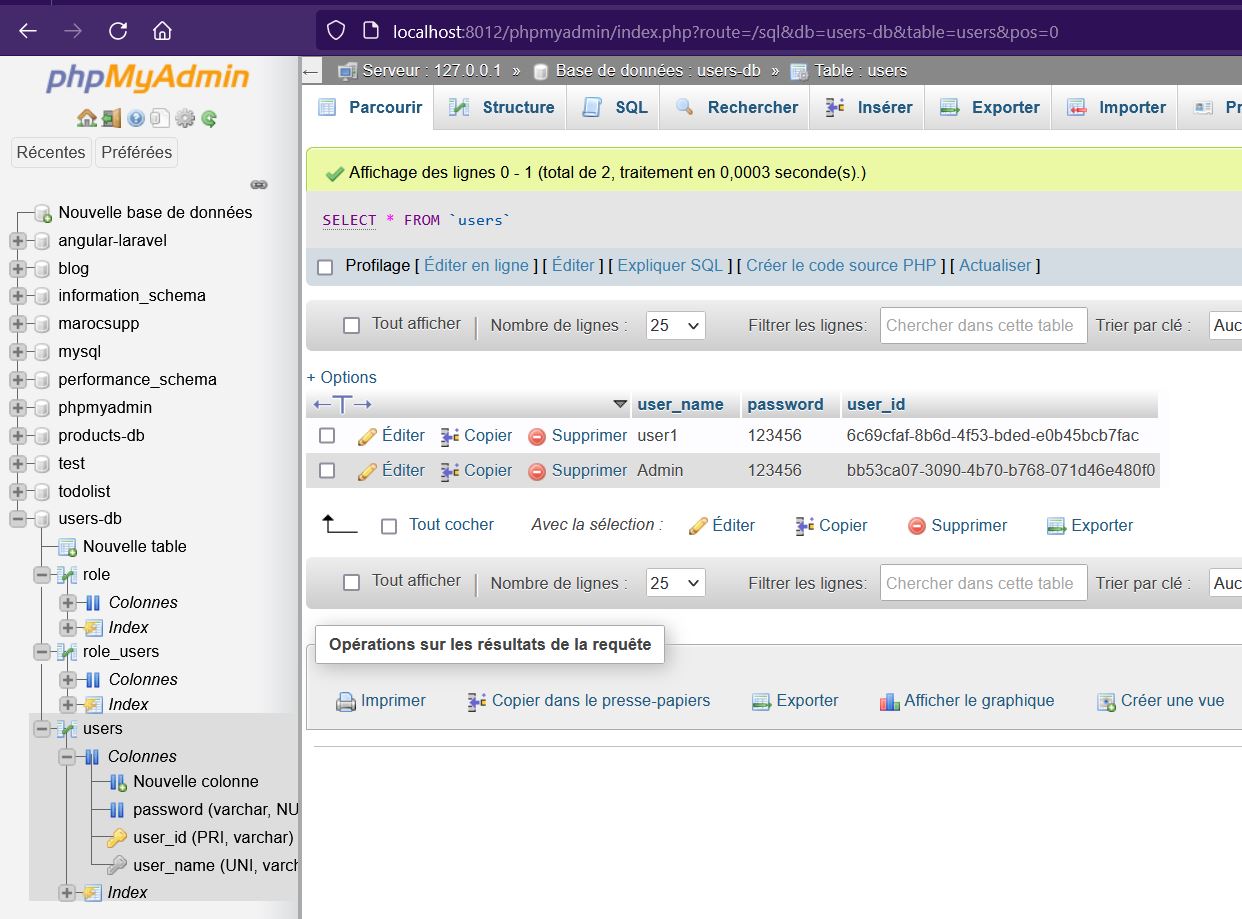 localhost:8012/phpmyadmin/index.php?route=/sql&db=users-db&table=users&pos=0
phpMyAdmin
Récentes Préférées
Nouvelle base de données
angular-laravel
blog
information_schema
marocsupp
mysql
performance_schema
phpmyadmin
products-db
test
todolist
users-db
Nouvelle table
role
Colonnes
Index
role_users
Colonnes
Index
users
Colonnes
Nouvelle colonne
password (varchar, NU
user_id (PRI, varchar)
user_name (UNI, varch
Index
Serveur : 127.0.0.1 » Base de données : users-db » Table : users
Parcourir Structure SQL Rechercher Insérer Exporter Importer Pr
Affichage des lignes 0 - 1 (total de 2, traitement en 0,0003 seconde(s).)
SELECT * FROM `users`
Profilage [ Éditer en ligne ] [ Éditer ] [ Expliquer SQL ] [ Créer le code source PHP ] [ Actualiser ]
Tout afficher | Nombre de lignes : 25 Filtrer les lignes: Chercher dans cette table Trier par clé : Auc
+ Options
←T→ user_name password user_id
Éditer Copier Supprimer user1 123456 6c69cfaf-8b6d-4f53-bded-e0b45bcb7fac
Éditer Copier Supprimer Admin 123456 bb53ca07-3090-4b70-b768-071d46e480f0
Tout cocher Avec la sélection : Éditer Copier Supprimer Exporter
Tout afficher | Nombre de lignes : 25 Filtrer les lignes: Chercher dans cette table Trier par clé : Auc
Opérations sur les résultats de la requête
Imprimer Copier dans le presse-papiers Exporter Afficher le graphique Créer une vue